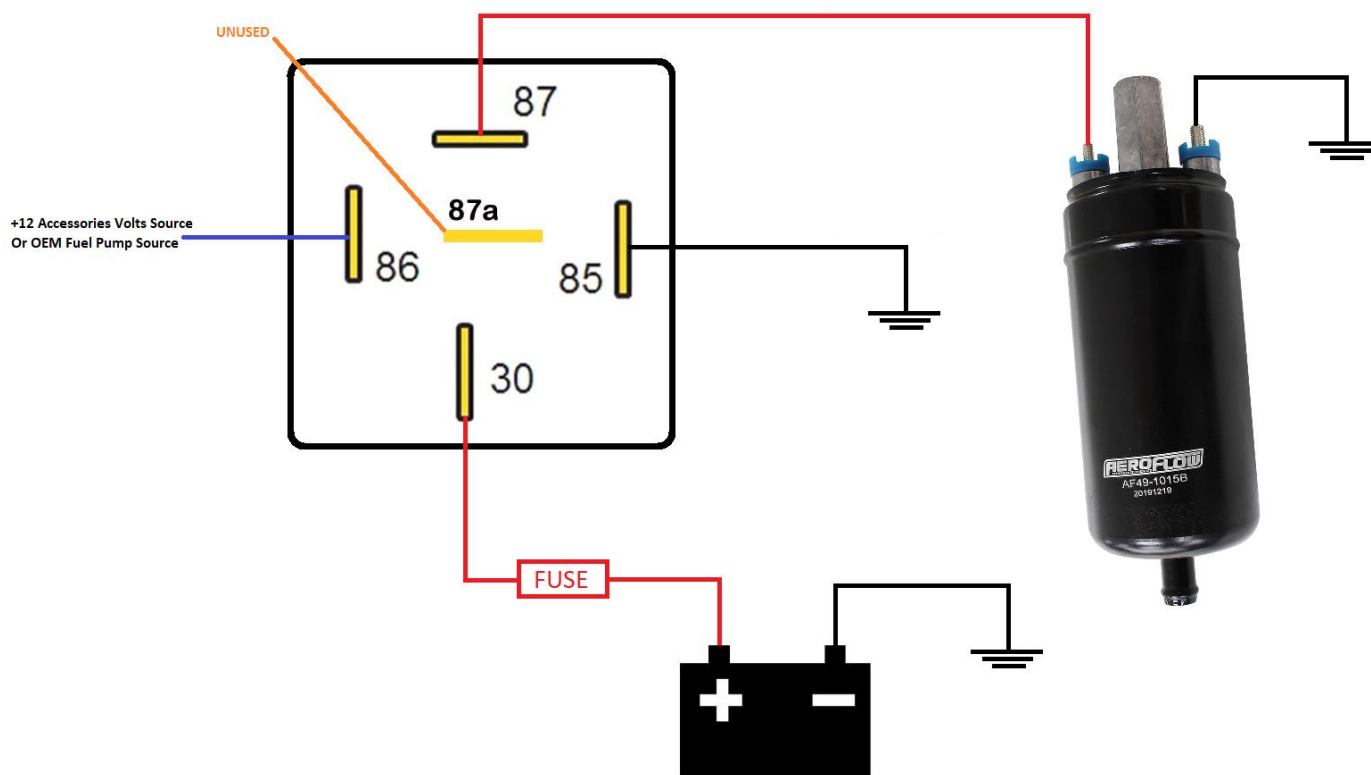 UNUSED
87
87a
+12 Accessories Volts Source
Or OEM Fuel Pump Source
86
85
30
FUSE
AEROFLOW
AF49-1015B
20191219